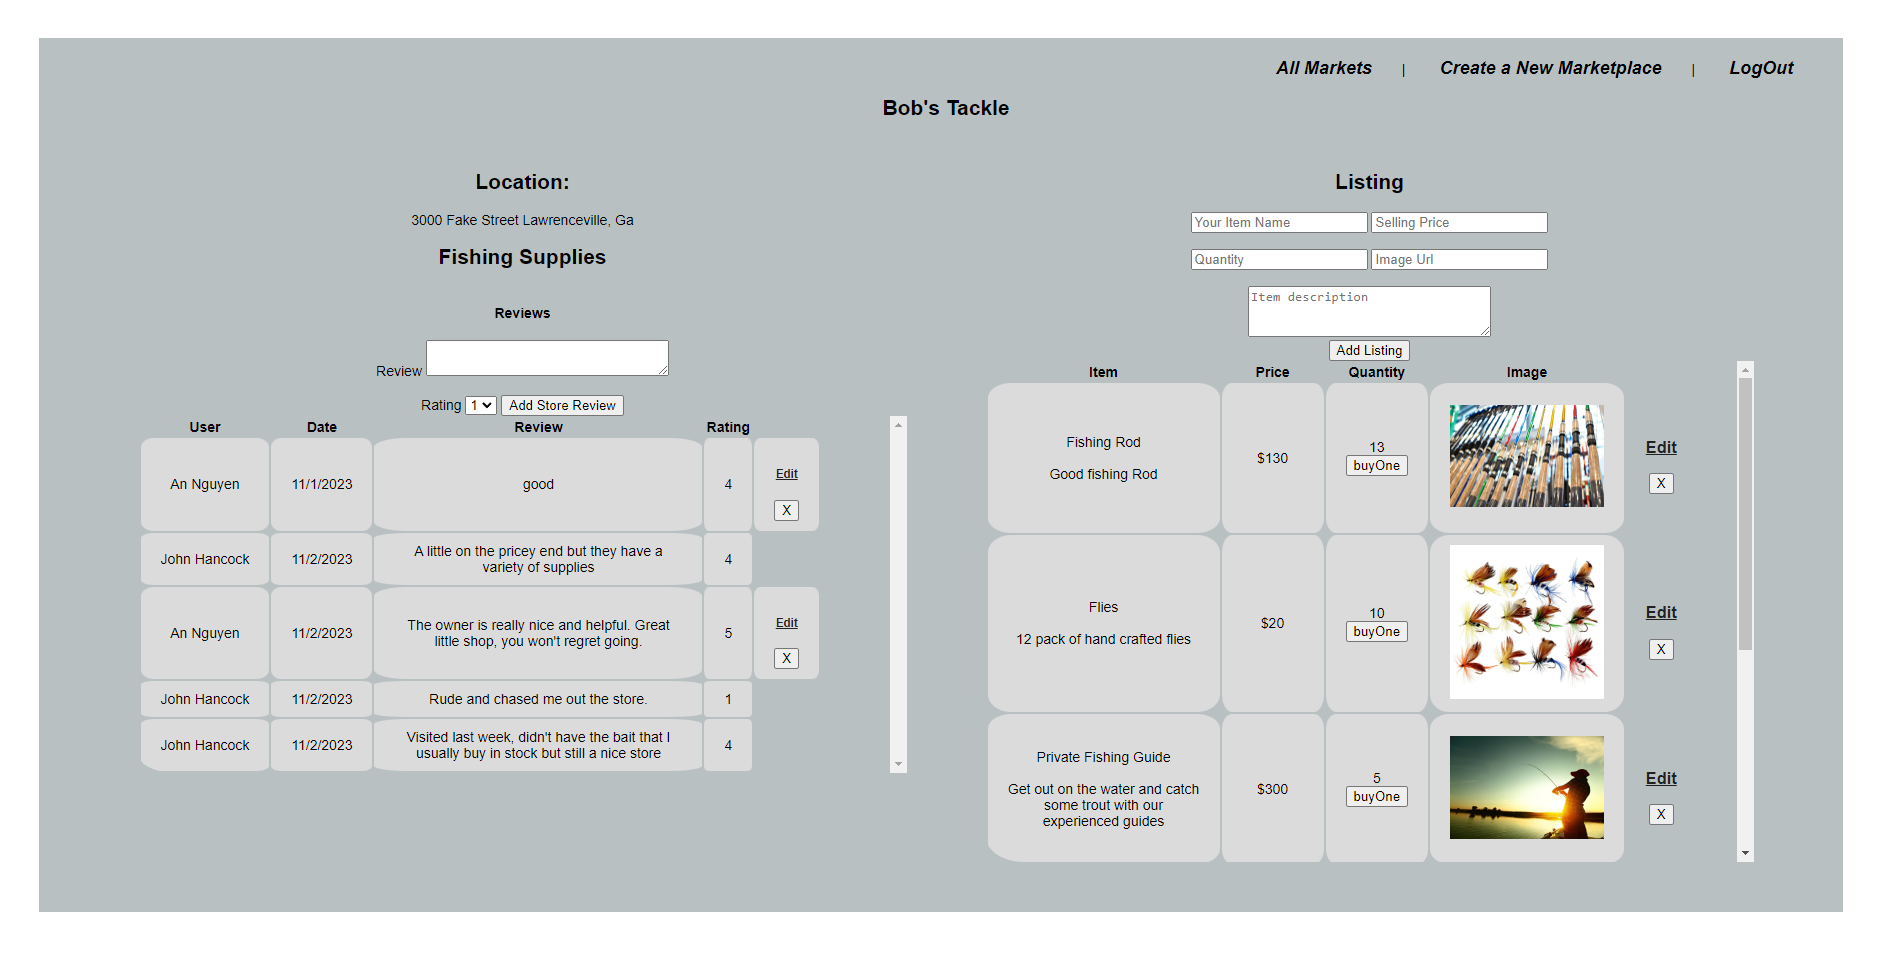 All Markets | Create a New Marketplace | LogOut
Bob's Tackle
Location:
3000 Fake Street Lawrenceville, Ga
Fishing Supplies
Reviews
Review
Rating 1 Add Store Review
User Date Review Rating
An Nguyen 11/1/2023 good 4 Edit
X
John Hancock 11/2/2023 A little on the pricey end but they have a
variety of supplies 4
An Nguyen 11/2/2023 The owner is really nice and helpful. Great
little shop, you won't regret going. 5 Edit
X
John Hancock 11/2/2023 Rude and chased me out the store. 1
John Hancock 11/2/2023 Visited last week, didn't have the bait that I
usually buy in stock but still a nice store 4
Listing
Your Item Name Selling Price
Quantity Image Url
Item description
Add Listing
Item Price Quantity Image
Fishing Rod
Good fishing Rod
$130
13
buyOne
Edit
X
Flies
12 pack of hand crafted flies
$20
10
buyOne
Edit
X
Private Fishing Guide
Get out on the water and catch
some trout with our
experienced guides
$300
5
buyOne
Edit
X